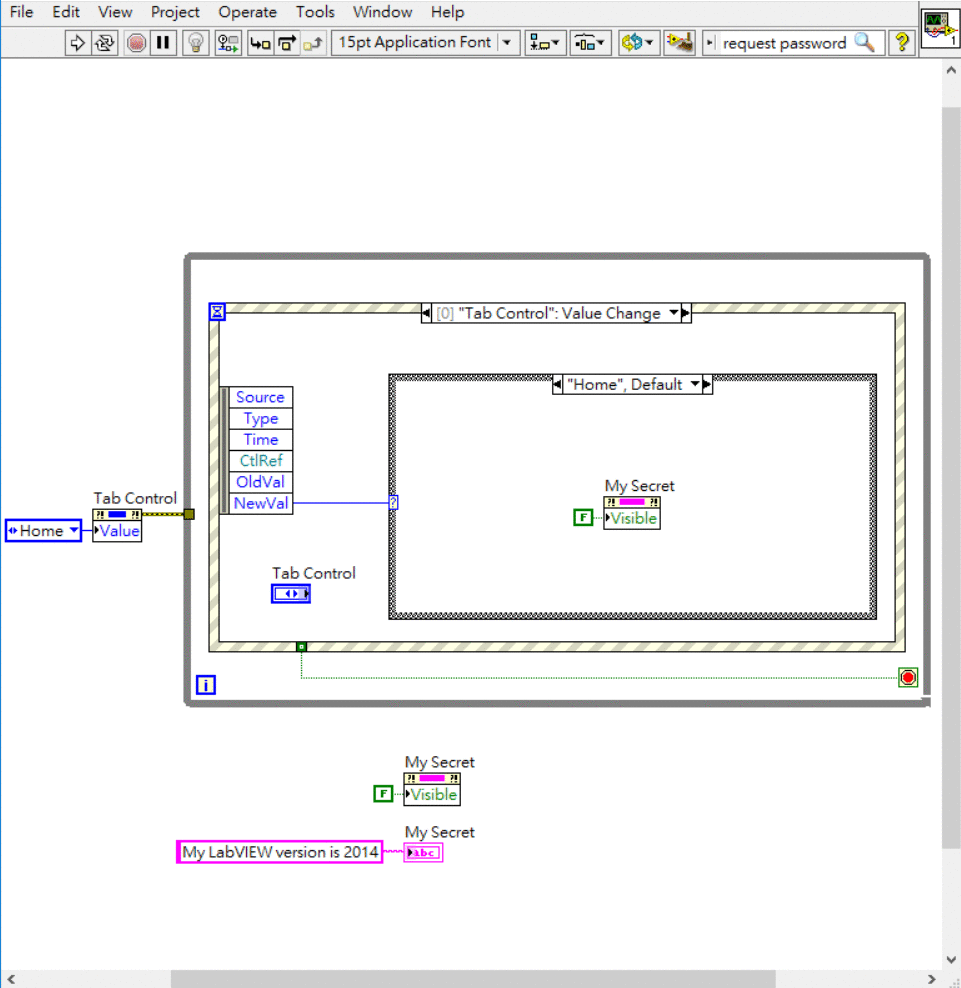 File Edit View Project Operate Tools Window Help
15pt Application Font request password ?
1
[0] "Tab Control": Value Change
"Home", Default
Source
Type
Time
CtlRef
OldVal
NewVal
?
My Secret
?! ?!
F Visible
Tab Control
?! ?!
Home Value
Tab Control
i
My Secret
?! ?!
F Visible
My Secret
My LabVIEW version is 2014 abc